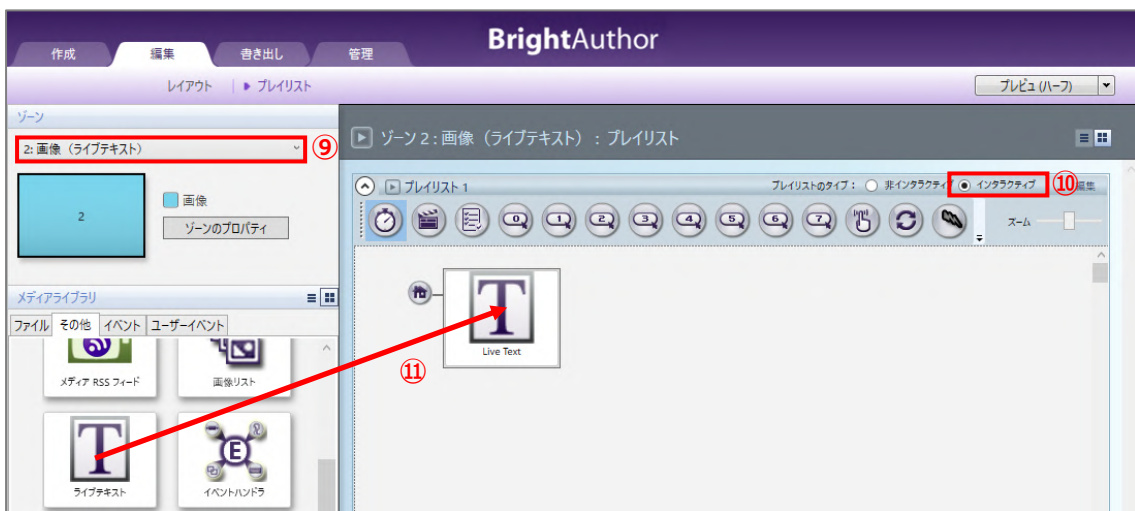 BrightAuthor
作成
編集
書き出し
管理
レイアウト
プレイリスト
プレビュ (ハーフ)
ゾーン
2: 画像（ライブテキスト）
⑨
2
画像
ゾーンのプロパティ
メディアライブラリ
ファイル その他 イベント ユーザーイベント
メディア RSS フィード
画像リスト
T
ライブテキスト
E
イベントハンドラ
ゾーン 2 : 画像（ライブテキスト）：プレイリスト
プレイリスト 1
プレイリストのタイプ： 非インタラクティブ インタラクティブ
⑩
編集
0 1 2 3 4 5 6 7
ズーム
T
Live Text
⑪